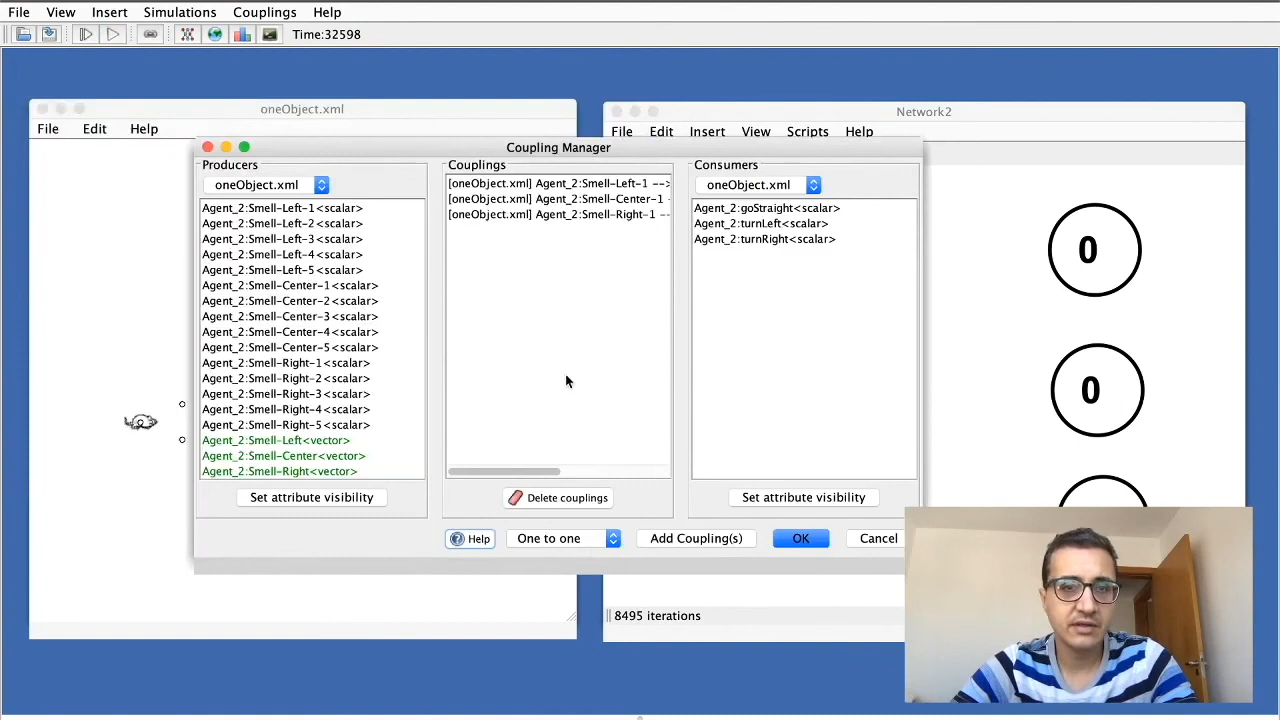 File View Insert Simulations Couplings Help
Time:32598
oneObject.xml
File Edit Help
Network2
File Edit Insert View Scripts Help
Coupling Manager
Producers
oneObject.xml
Agent_2:Smell-Left-1<scalar>
Agent_2:Smell-Left-2<scalar>
Agent_2:Smell-Left-3<scalar>
Agent_2:Smell-Left-4<scalar>
Agent_2:Smell-Left-5<scalar>
Agent_2:Smell-Center-1<scalar>
Agent_2:Smell-Center-2<scalar>
Agent_2:Smell-Center-3<scalar>
Agent_2:Smell-Center-4<scalar>
Agent_2:Smell-Center-5<scalar>
Agent_2:Smell-Right-1<scalar>
Agent_2:Smell-Right-2<scalar>
Agent_2:Smell-Right-3<scalar>
Agent_2:Smell-Right-4<scalar>
Agent_2:Smell-Right-5<scalar>
Agent_2:Smell-Left<vector>
Agent_2:Smell-Center<vector>
Agent_2:Smell-Right<vector>
Set attribute visibility
Couplings
[oneObject.xml] Agent_2:Smell-Left-1 -->
[oneObject.xml] Agent_2:Smell-Center-1 -
[oneObject.xml] Agent_2:Smell-Right-1 --
Delete couplings
Consumers
oneObject.xml
Agent_2:goStraight<scalar>
Agent_2:turnLeft<scalar>
Agent_2:turnRight<scalar>
Set attribute visibility
Help One to one Add Coupling(s) OK Cancel
0
0
8495 iterations